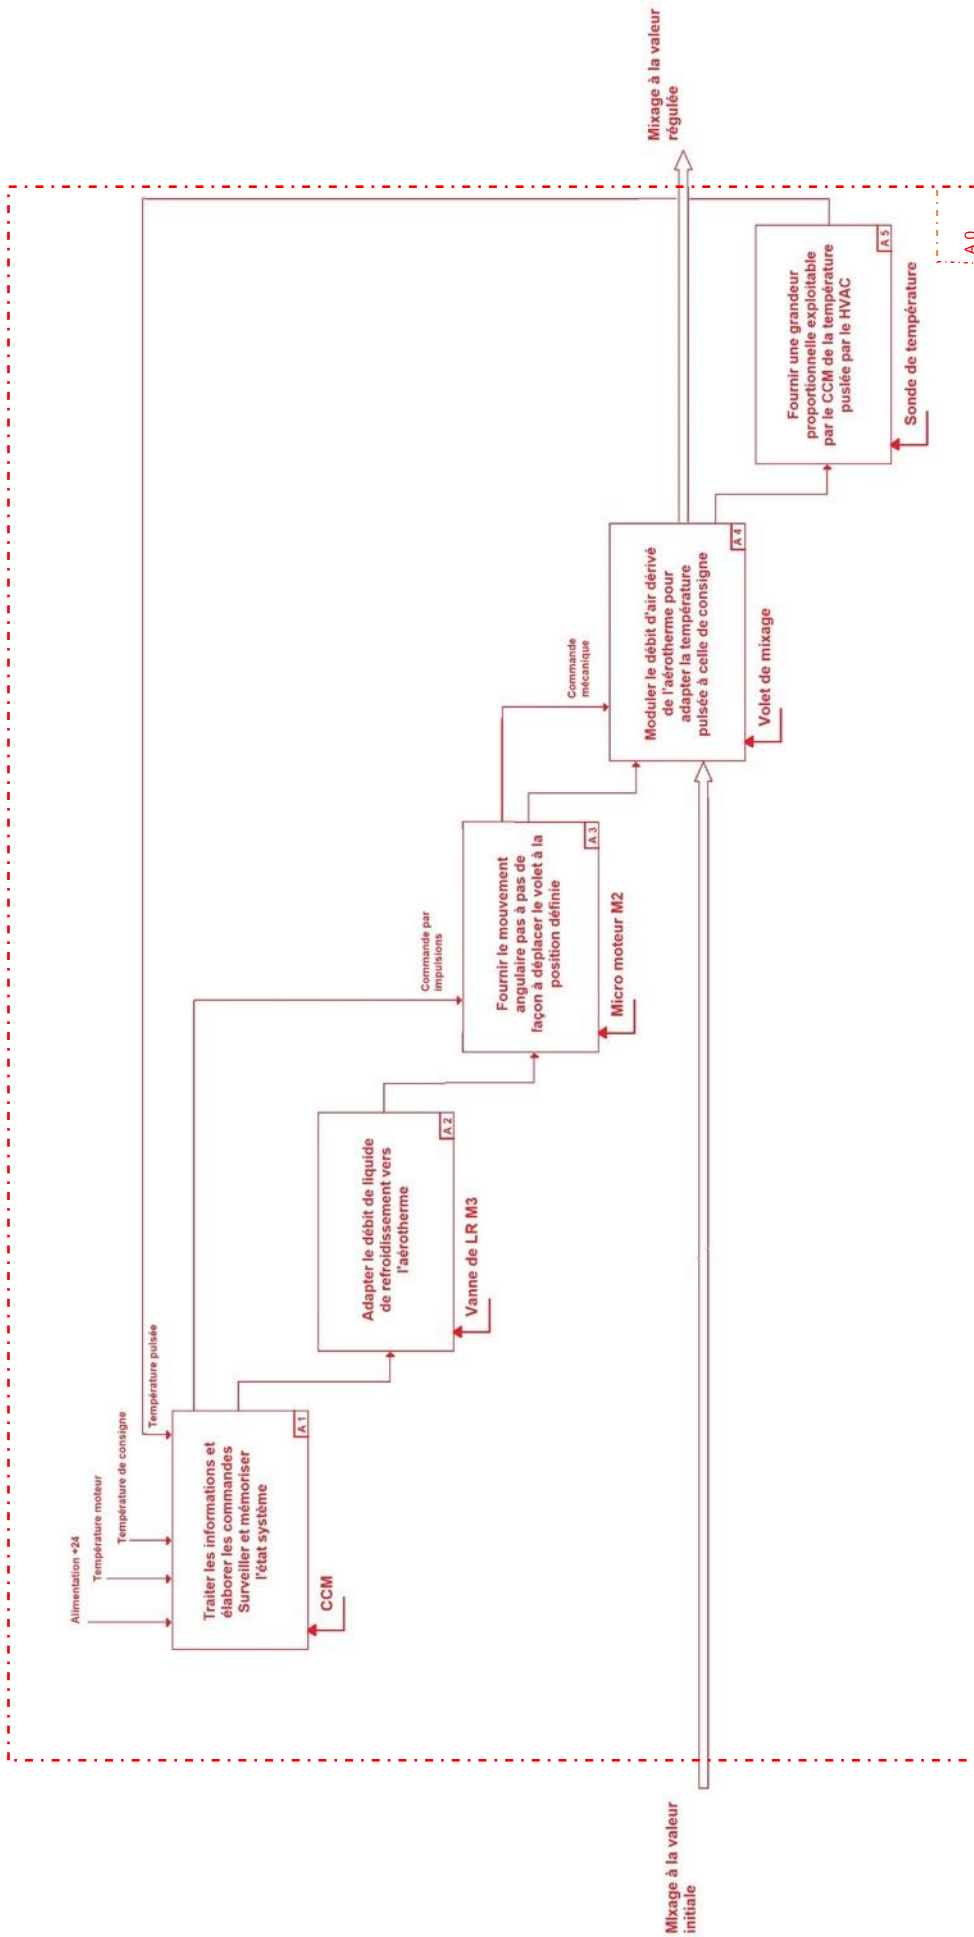 Alimentation +24
Température moteur
Température de consigne
Température pulsée
Traiter les informations et
élaborer les commandes
Surveiller et mémoriser
l'état système
A 1
CCM
Adapter le débit de liquide
de refroidissement vers
l'aérotherme
A 2
Vanne de LR M3
Commande par
impulsions
Fournir le mouvement
angulaire pas à pas de
façon à déplacer le volet à la
position définie
A 3
Micro moteur M2
Commande
mécanique
Moduler le débit d'air dérivé
de l'aérotherme pour
adapter la température
pulsée à celle de consigne
A 4
Volet de mixage
Fournir une grandeur
proportionnelle exploitable
par le CCM de la température
puslée par le HVAC
A 5
Sonde de température
MIxage à la valeur
initiale
Mixage à la valeur
régulée
A 0